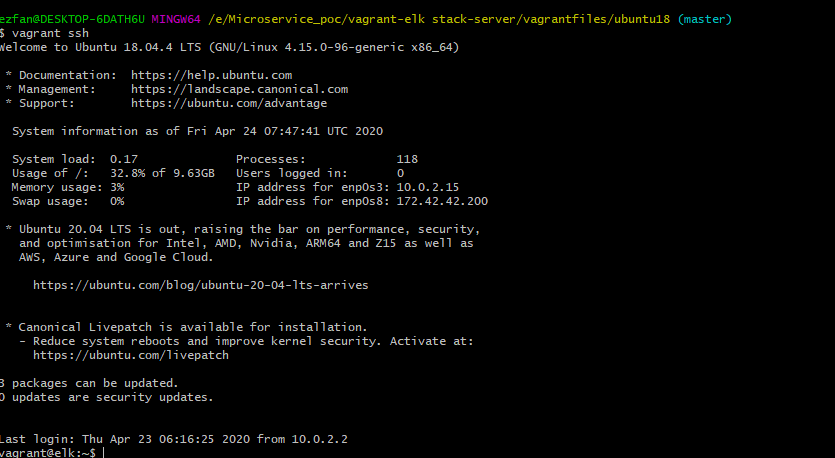 ezfan@DESKTOP-6DATH6U MINGW64 /e/Microservice_poc/vagrant-elk stack-server/vagrantfiles/ubuntu18 (master)
$ vagrant ssh
Welcome to Ubuntu 18.04.4 LTS (GNU/Linux 4.15.0-96-generic x86_64)
* Documentation:  https://help.ubuntu.com
* Management:     https://landscape.canonical.com
* Support:        https://ubuntu.com/advantage
System information as of Fri Apr 24 07:47:41 UTC 2020
System load:  0.17              Processes:             118
Usage of /:   32.8% of 9.63GB   Users logged in:       0
Memory usage: 3%                IP address for enp0s3: 10.0.2.15
Swap usage:   0%                IP address for enp0s8: 172.42.42.200
* Ubuntu 20.04 LTS is out, raising the bar on performance, security,
and optimisation for Intel, AMD, Nvidia, ARM64 and Z15 as well as
AWS, Azure and Google Cloud.
https://ubuntu.com/blog/ubuntu-20-04-lts-arrives
* Canonical Livepatch is available for installation.
- Reduce system reboots and improve kernel security. Activate at:
https://ubuntu.com/livepatch
3 packages can be updated.
0 updates are security updates.
Last login: Thu Apr 23 06:16:25 2020 from 10.0.2.2
vagrant@elk:~$